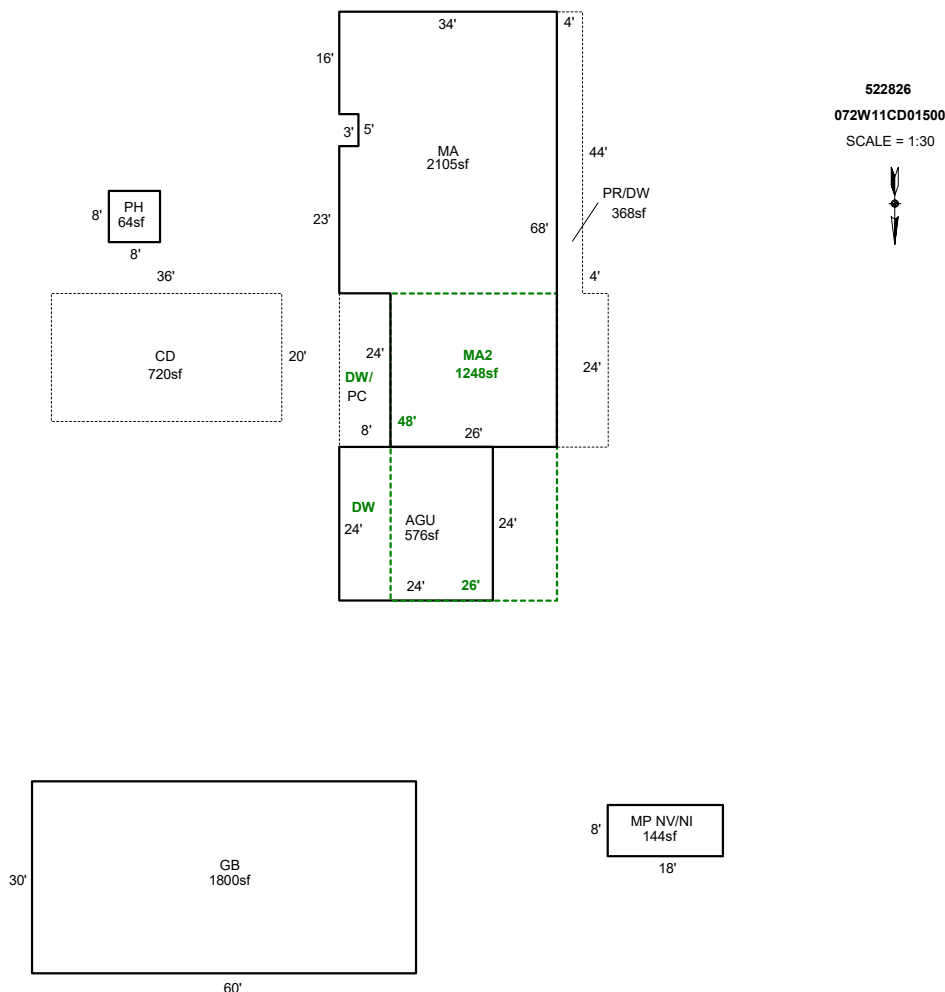 34'
4'
16'
522826
072W11CD01500
SCALE = 1:30
3'
5'
MA
2105sf
44'
PR/DW
368sf
8'
PH
64sf
8'
23'
68'
36'
4'
CD
720sf
20'
24'
DW/
PC
8'
MA2
1248sf
48'
26'
24'
DW
24'
AGU
576sf
24'
24'
26'
GB
1800sf
30'
60'
8'
MP NV/NI
144sf
18'